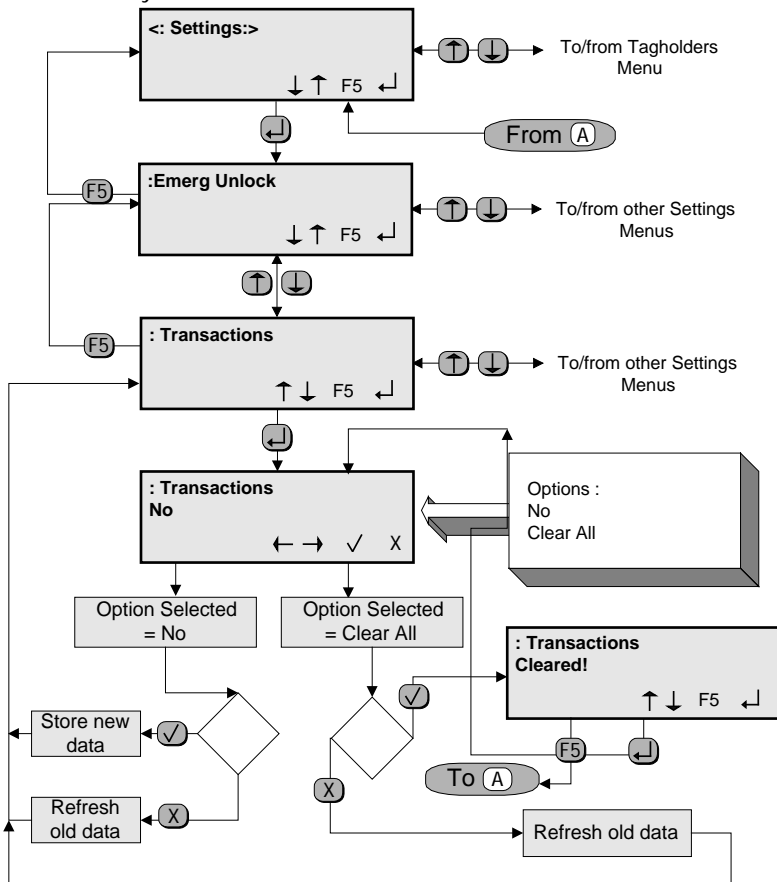 <: Settings:>
↓ ↑ F5 ↵
↑ ↓
To/from Tagholders
Menu
↵
From A
:Emerg Unlock
↓ ↑ F5 ↵
F5
↑ ↓
To/from other Settings
Menus
↑ ↓
: Transactions
↑ ↓ F5 ↵
F5
↑ ↓
To/from other Settings
Menus
↵
: Transactions
No
← → ✓ X
Options :
No
Clear All
Option Selected
= No
Option Selected
= Clear All
: Transactions
Cleared!
↑ ↓ F5 ↵
✓
Store new
data
✓
F5
↵
To A
X
Refresh
old data
X
Refresh old data